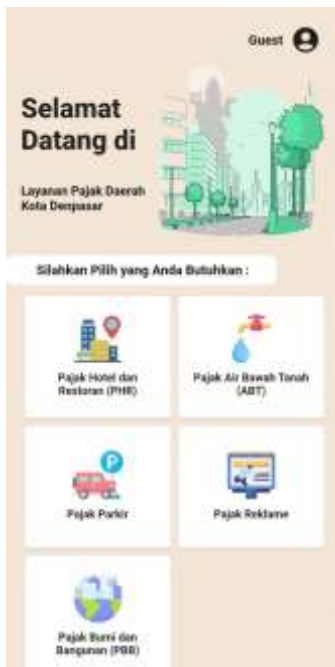 Guest
Selamat
Datang di
Layanan Pajak Daerah
Kota Denpasar
Silahkan Pilih yang Anda Butuhkan :
Pajak Hotel dan
Restoran (PHR)
Pajak Air Bawah Tanah
(ABT)
P
Pajak Parkir
Pajak Reklame
Pajak Bumi dan
Bangunan (PBB)